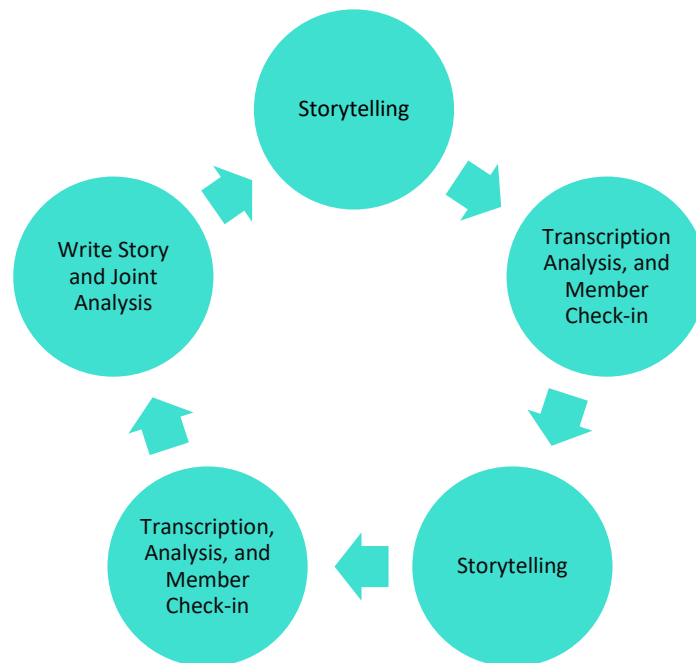 Storytelling
Transcription
Analysis, and
Member
Check-in
Storytelling
Transcription,
Analysis, and
Member
Check-in
Write Story
and Joint
Analysis